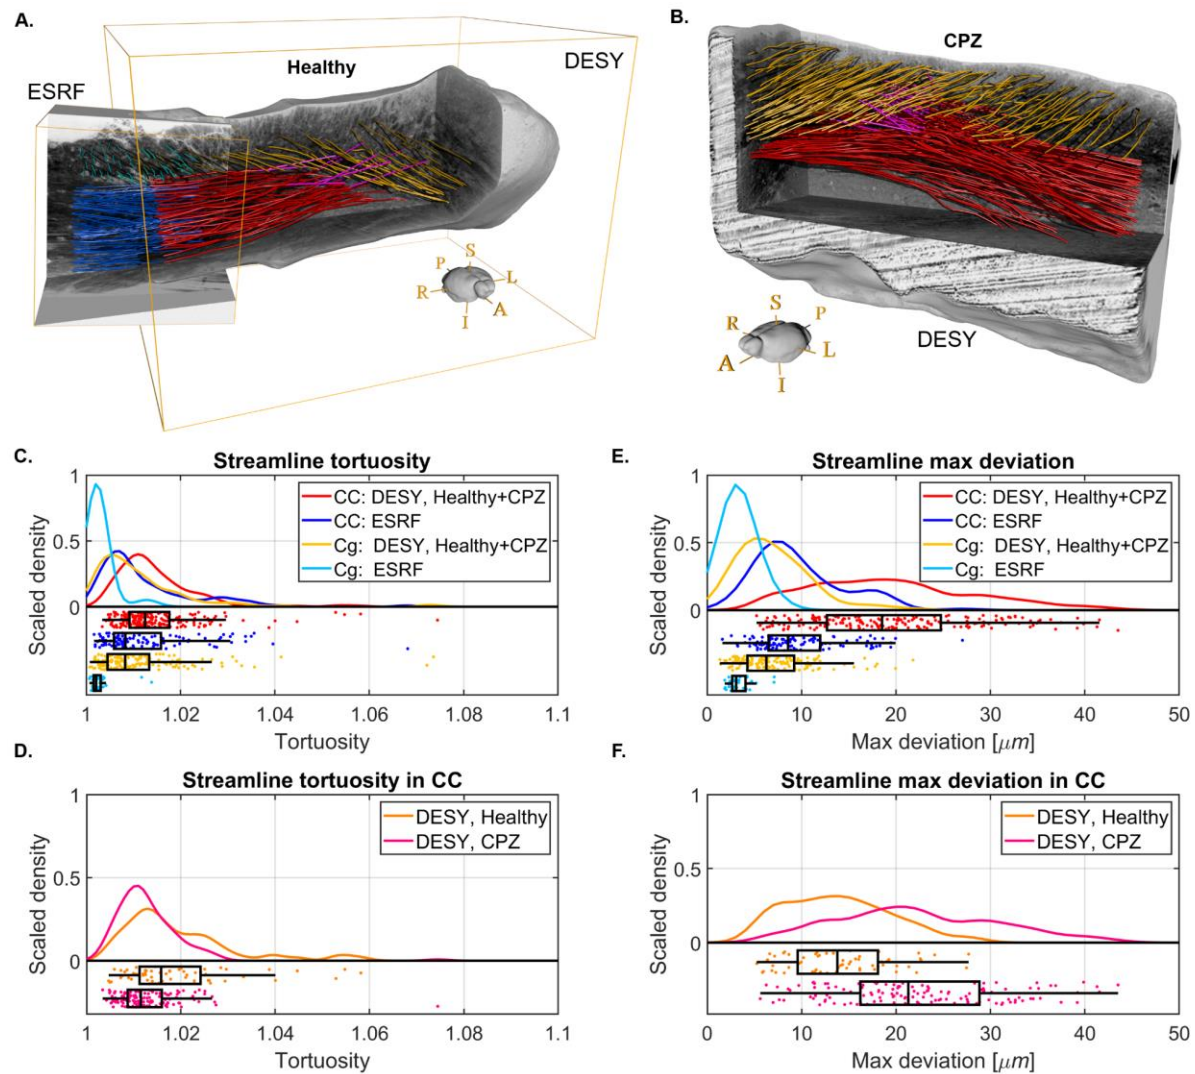 A.
Healthy
DESY
ESRF
P
S
L
R
A
I
B.
CPZ
S
R
P
A
L
I
DESY
C.
Streamline tortuosity
1
0.5
0
Scaled density
CC: DESY, Healthy+CPZ
CC: ESRF
Cg: DESY, Healthy+CPZ
Cg: ESRF
1 1.02 1.04 1.06 1.08 1.1
Tortuosity
E.
Streamline max deviation
1
0.5
0
Scaled density
CC: DESY, Healthy+CPZ
CC: ESRF
Cg: DESY, Healthy+CPZ
Cg: ESRF
0 10 20 30 40 50
Max deviation [μm]
D.
Streamline tortuosity in CC
1
0.5
0
Scaled density
DESY, Healthy
DESY, CPZ
1 1.02 1.04 1.06 1.08 1.1
Tortuosity
F.
Streamline max deviation in CC
1
0.5
0
Scaled density
DESY, Healthy
DESY, CPZ
0 10 20 30 40 50
Max deviation [μm]